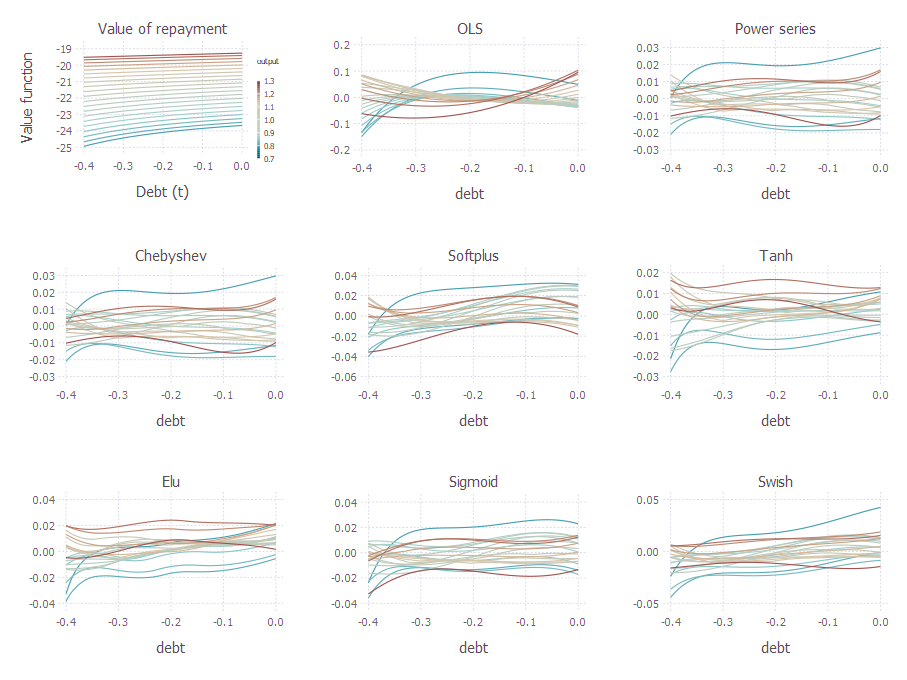 Value of repayment
OLS
Power series
Value function
-19
-20
-21
-22
-23
-24
-25
-0.4 -0.3 -0.2 -0.1 0.0
Debt (t)
output
1.3
1.2
1.1
1.0
0.9
0.8
0.7
0.2
0.1
0.0
-0.1
-0.2
-0.4 -0.3 -0.2 -0.1 0.0
debt
0.03
0.02
0.01
0.00
-0.01
-0.02
-0.03
-0.4 -0.3 -0.2 -0.1 0.0
debt
Chebyshev
Softplus
Tanh
0.03
0.02
0.01
0.00
-0.01
-0.02
-0.03
-0.4 -0.3 -0.2 -0.1 0.0
debt
0.04
0.02
0.00
-0.02
-0.04
-0.06
-0.4 -0.3 -0.2 -0.1 0.0
debt
0.02
0.01
0.00
-0.01
-0.02
-0.03
-0.4 -0.3 -0.2 -0.1 0.0
debt
Elu
Sigmoid
Swish
0.04
0.02
0.00
-0.02
-0.04
-0.4 -0.3 -0.2 -0.1 0.0
debt
0.04
0.02
0.00
-0.02
-0.04
-0.4 -0.3 -0.2 -0.1 0.0
debt
0.05
0.00
-0.05
-0.4 -0.3 -0.2 -0.1 0.0
debt